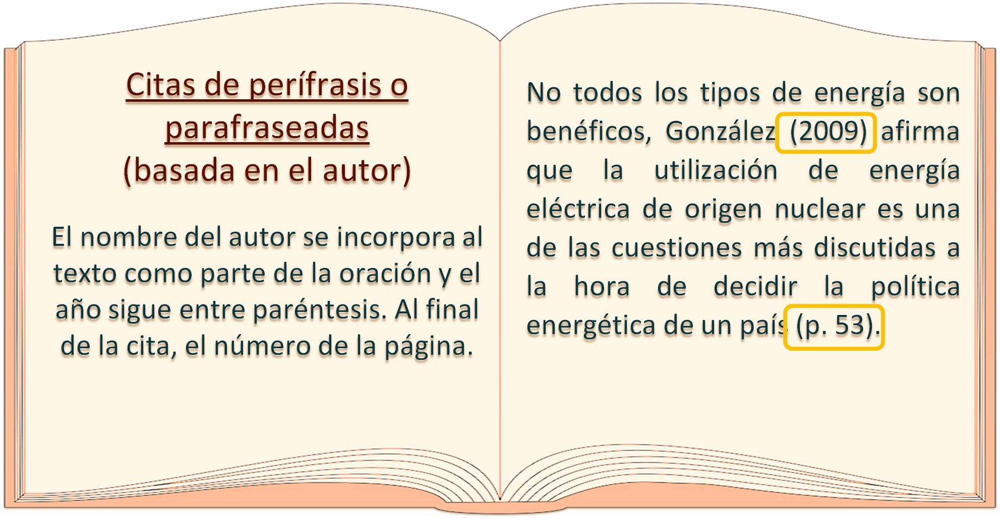 Citas de perífrasis o
parafraseadas
(basada en el autor)
El nombre del autor se incorpora al
texto como parte de la oración y el
año sigue entre paréntesis. Al final
de la cita, el número de la página.
No todos los tipos de energía son
benéficos, González (2009) afirma
que la utilización de energía
eléctrica de origen nuclear es una
de las cuestiones más discutidas a
la hora de decidir la política
energética de un país (p. 53).